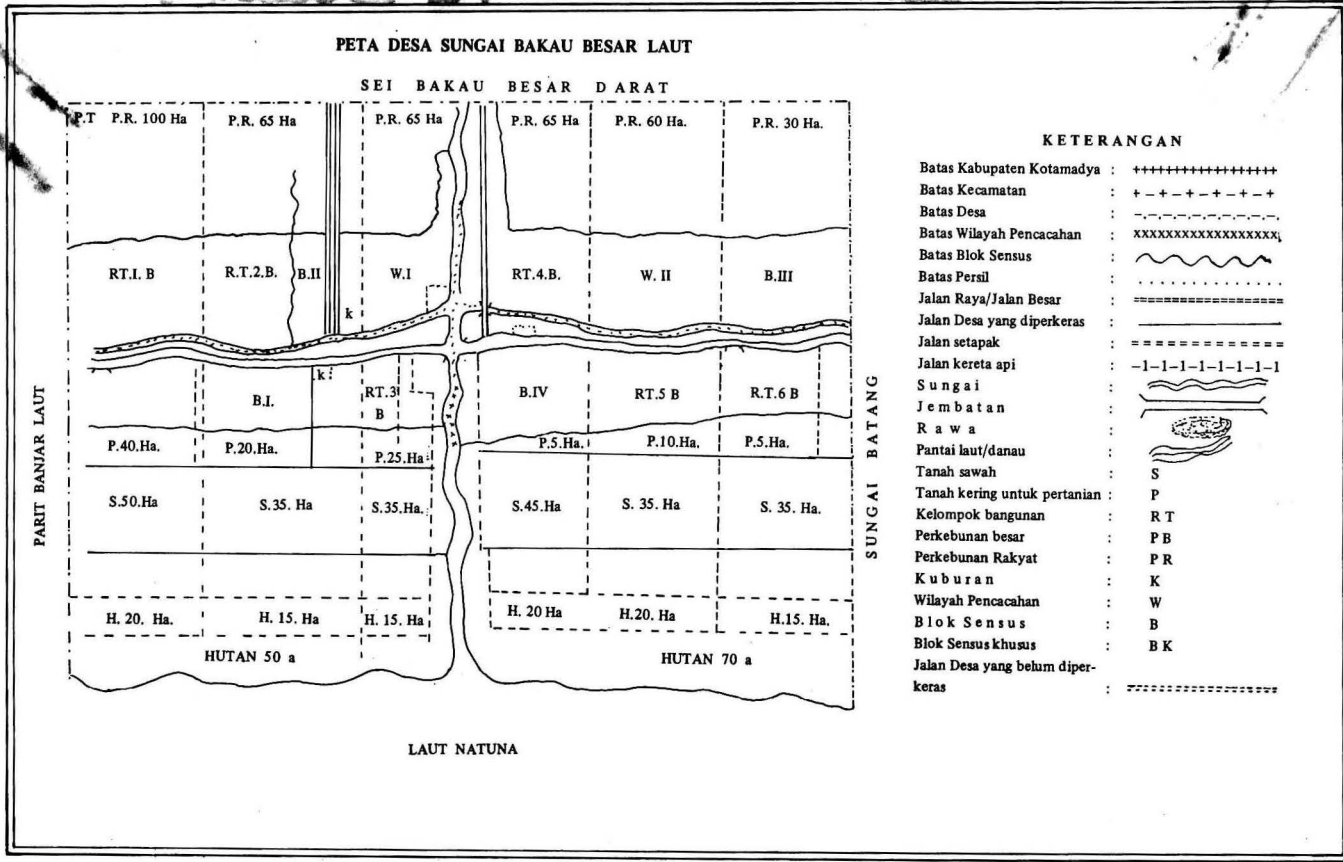 PETA DESA SUNGAI BAKAU BESAR LAUT
SEI BAKAU BESAR DARAT
P.T P.R. 100 Ha P.R. 65 Ha P.R. 65 Ha P.R. 65 Ha P.R. 60 Ha. P.R. 30 Ha.
RT.I. B R.T.2.B. B.II W.I RT.4.B. W. II B.III
k
k
B.I. RT.3 B B.IV RT.5 B R.T.6 B
P.40.Ha. P.20.Ha. P.25.Ha P.5.Ha. P.10.Ha. P.5.Ha.
S.50.Ha S.35. Ha S.35.Ha. S.45.Ha S. 35. Ha S. 35. Ha.
H. 20. Ha. H. 15. Ha H. 15. Ha H. 20 Ha H.20. Ha H.15. Ha.
HUTAN 50 a HUTAN 70 a
PARIT BANJAR LAUT
SUNGAI BATANG
LAUT NATUNA
KETERANGAN
Batas Kabupaten Kotamadya :
Batas Kecamatan :
Batas Desa :
Batas Wilayah Pencacahan :
Batas Blok Sensus :
Batas Persil :
Jalan Raya/Jalan Besar :
Jalan Desa yang diperkeras :
Jalan setapak :
Jalan kereta api :
Sungai :
Jembatan :
Rawa :
Pantai laut/danau :
Tanah sawah : S
Tanah kering untuk pertanian : P
Kelompok bangunan : R T
Perkebunan besar : P B
Perkebunan Rakyat : P R
Kuburan : K
Wilayah Pencacahan : W
Blok Sensus : B
Blok Sensus khusus : B K
Jalan Desa yang belum diper-
keras :